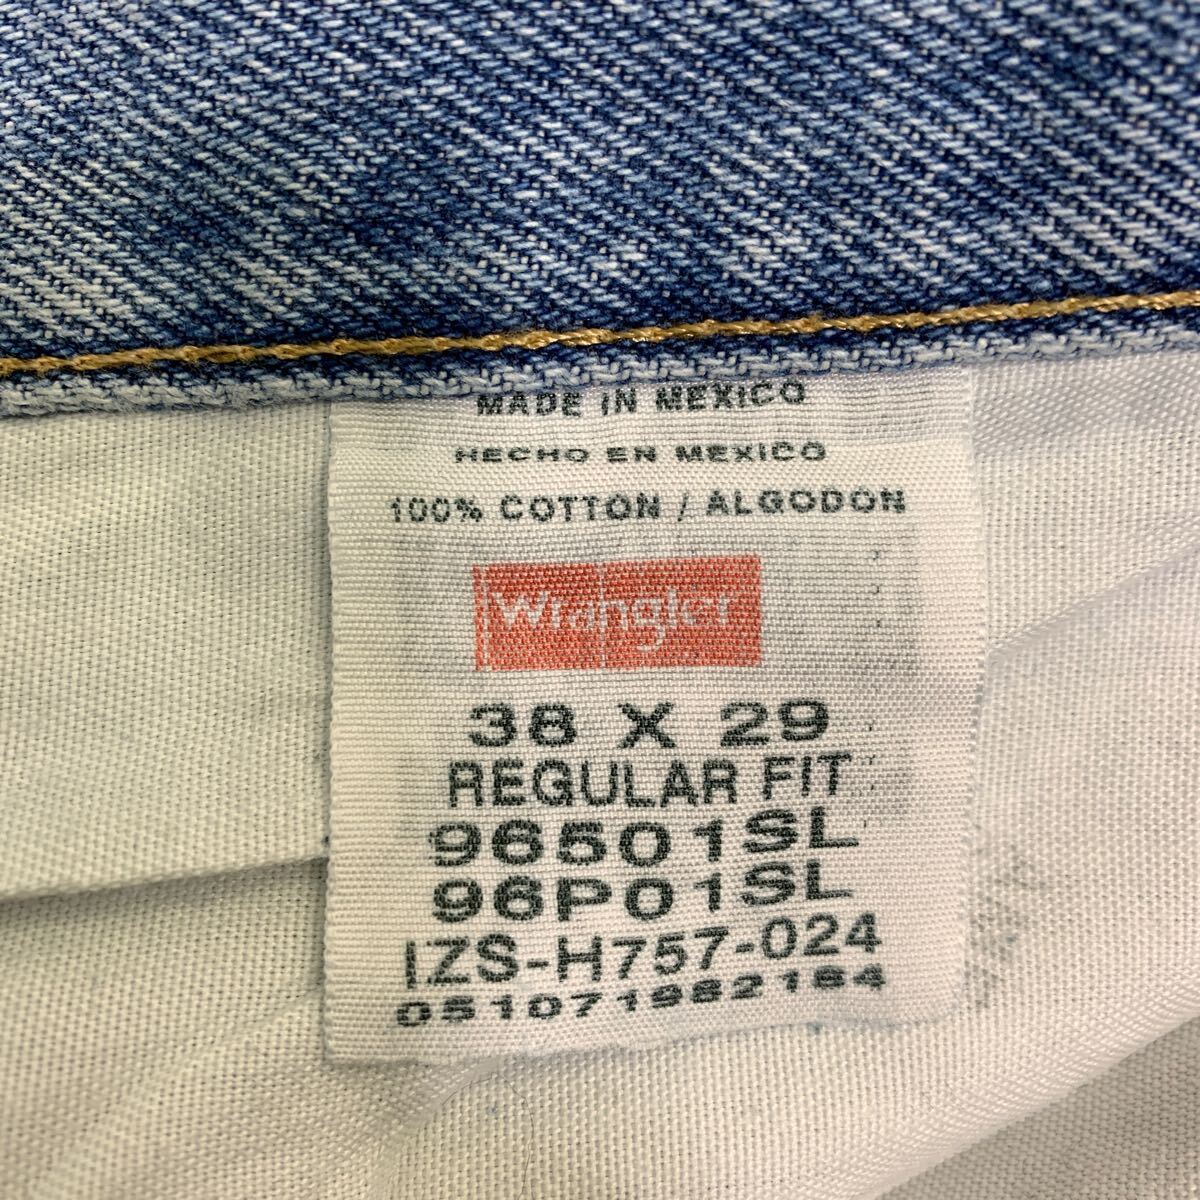 MADE IN MEXICO
HECHO EN MEXICO
100% COTTON / ALGODON
Wrangler
38 X 29
REGULAR FIT
96501SL
96P01SL
IZS-H757-024
051071982184